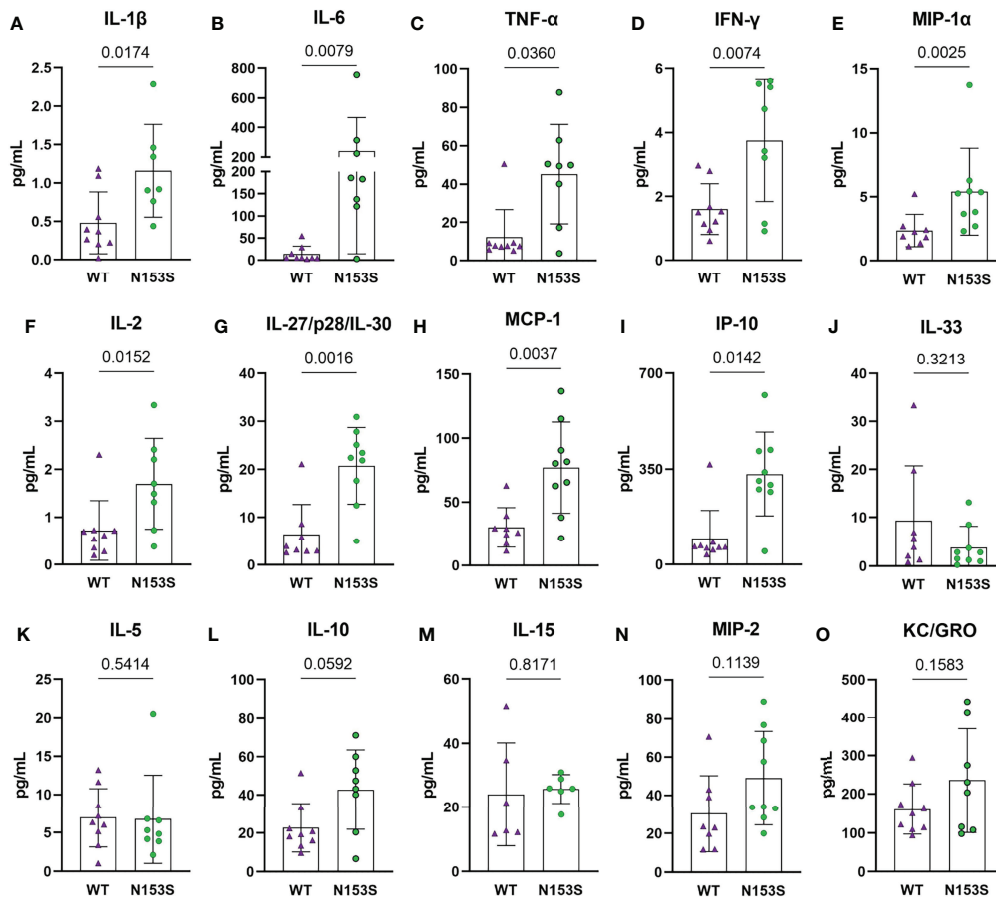 A IL-1β B IL-6 C TNF-α D IFN-γ E MIP-1α
0.0174 0.0079 0.0360 0.0074 0.0025
pg/mL 2.5 2.0 1.5 1.0 0.5 0.0 WT N153S
pg/mL 800 600 400 200 200 150 100 50 0 WT N153S
pg/mL 100 80 60 40 20 0 WT N153S
pg/mL 6 4 2 0 WT N153S
pg/mL 15 10 5 0 WT N153S
F IL-2 G IL-27/p28/IL-30 H MCP-1 I IP-10 J IL-33
0.0152 0.0016 0.0037 0.0142 0.3213
pg/mL 4 3 2 1 0 WT N153S
pg/mL 40 30 20 10 0 WT N153S
pg/mL 150 100 50 0 WT N153S
pg/mL 700 350 0 WT N153S
pg/mL 40 30 20 10 0 WT N153S
K IL-5 L IL-10 M IL-15 N MIP-2 O KC/GRO
0.5414 0.0592 0.8171 0.1139 0.1583
pg/mL 25 20 15 10 5 0 WT N153S
pg/mL 100 80 60 40 20 0 WT N153S
pg/mL 60 40 20 0 WT N153S
pg/mL 100 80 60 40 20 0 WT N153S
pg/mL 500 400 300 200 100 0 WT N153S